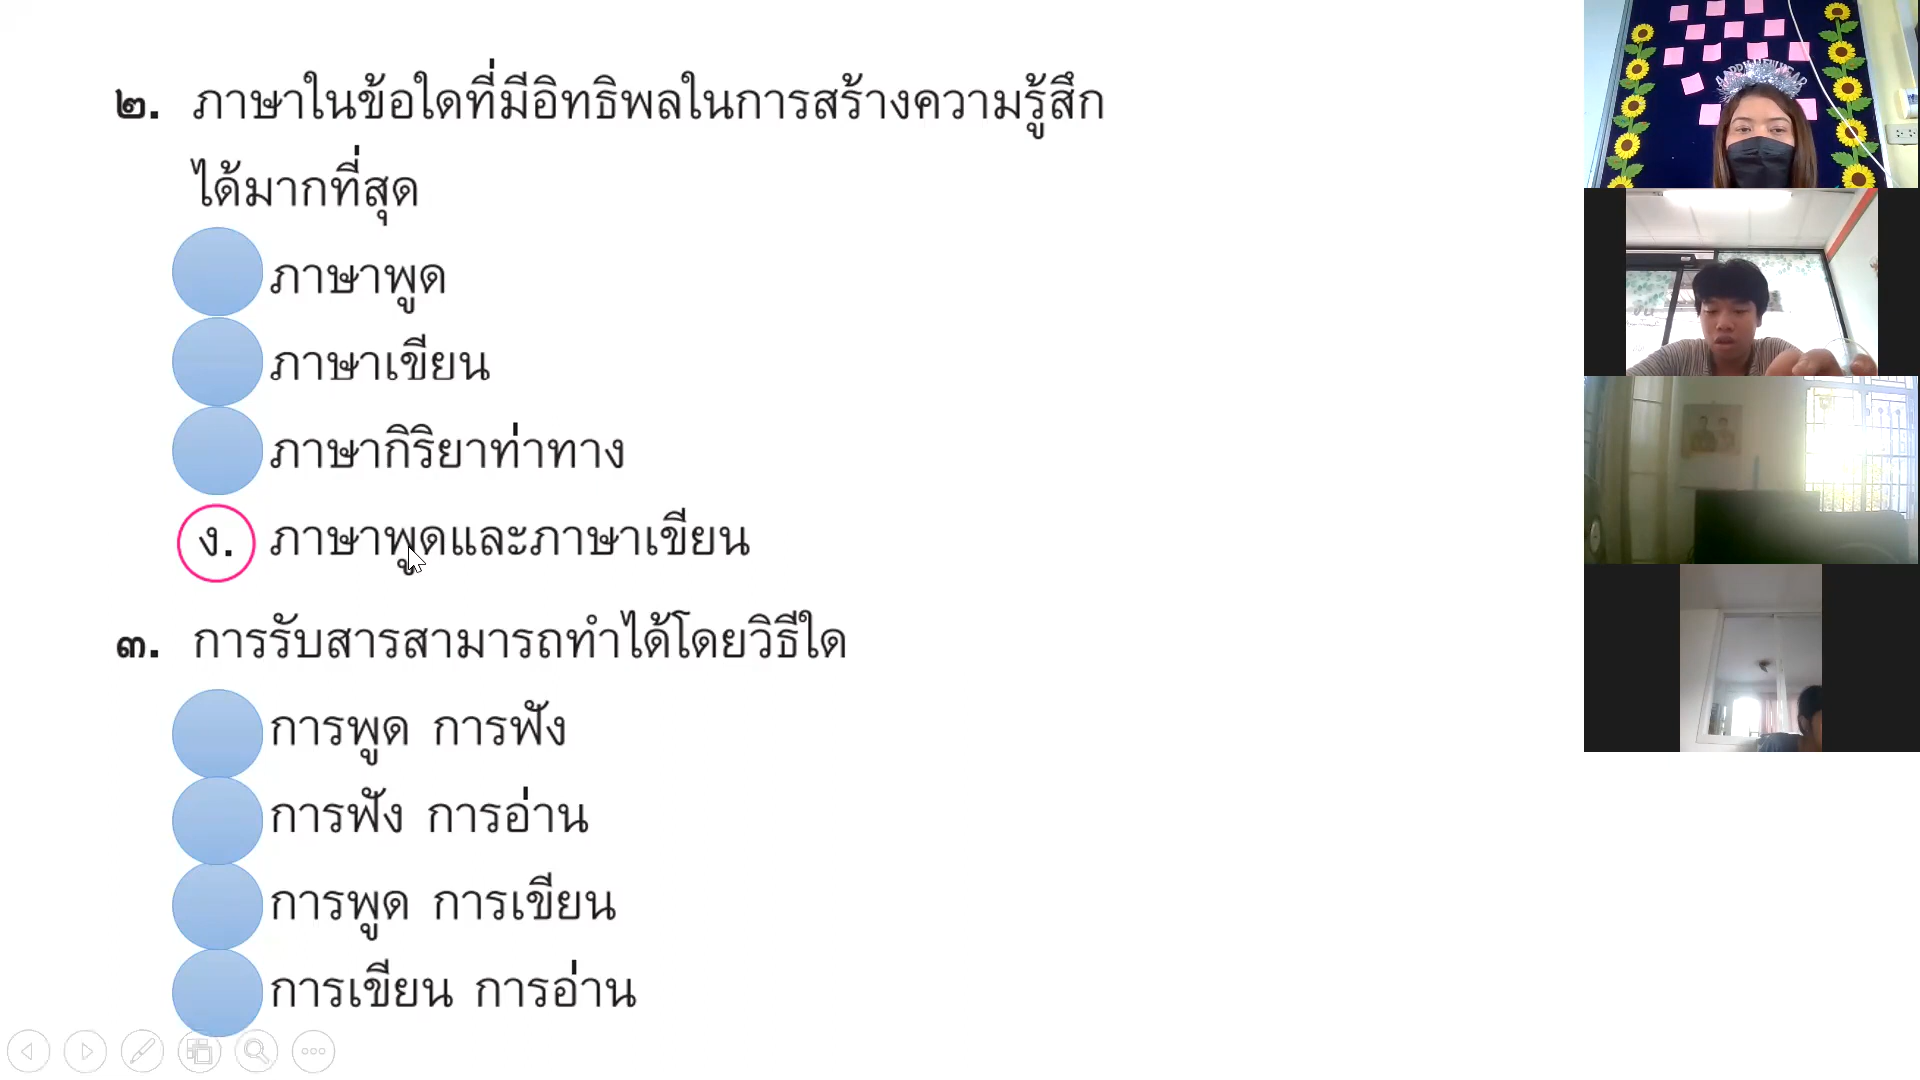 ๒. ภาษาในข้อใดที่มีอิทธิพลในการสร้างความรู้สึก
ได้มากที่สุด
ภาษาพูด
ภาษาเขียน
ภาษากิริยาท่าทาง
ง. ภาษาพูดและภาษาเขียน
๓. การรับสารสามารถทำได้โดยวิธีใด
การพูด การฟัง
การฟัง การอ่าน
การพูด การเขียน
การเขียน การอ่าน
HAPPY NEW YEAR